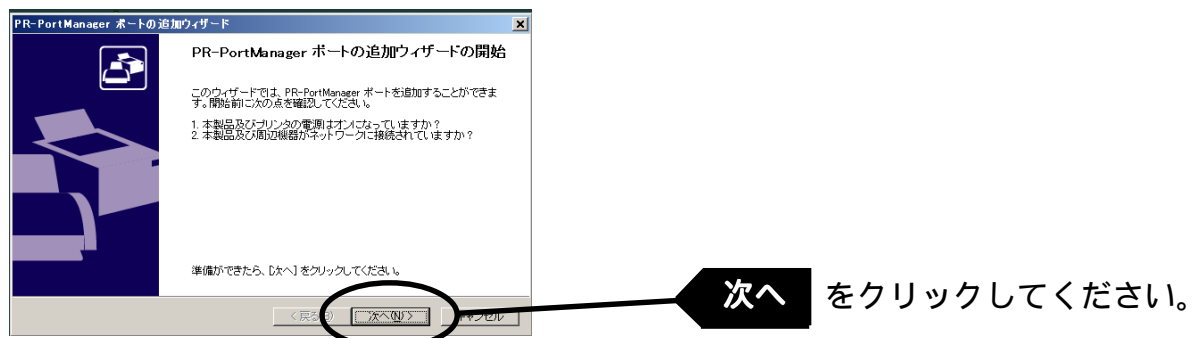 PR-PortManager ポートの追加ウィザード
PR-PortManager ポートの追加ウィザードの開始
このウィザードでは、PR-PortManager ポートを追加することができま
す。開始前に次の点を確認してください。
1. 本製品及びプリンタの電源はオンになっていますか？
2. 本製品及び周辺機器がネットワークに接続されていますか？
準備ができたら、[次へ] をクリックしてください。
< 戻る(B) 次へ(N) > キャンセル
次へ をクリックしてください。